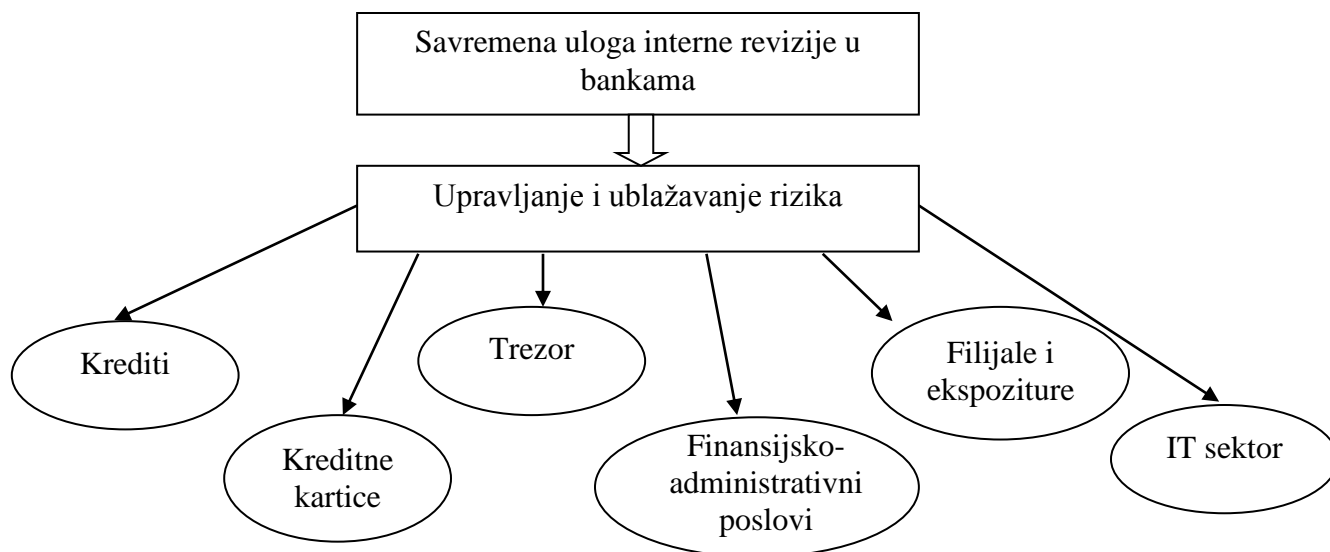 Savremena uloga interne revizije u
bankama
Upravljanje i ublažavanje rizika
Krediti
Kreditne
kartice
Trezor
Finansijsko-
administrativni
poslovi
Filijale i
ekspoziture
IT sektor